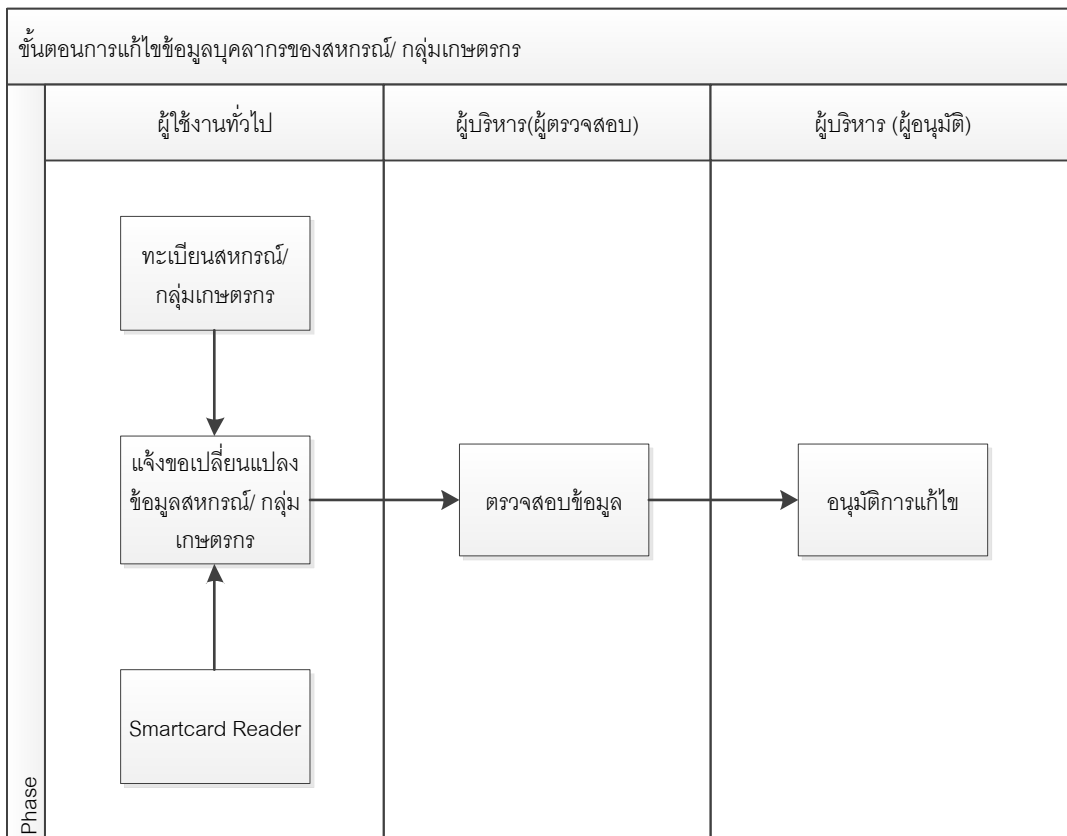 ขั้นตอนการแก้ไขข้อมูลบุคลากรของสหกรณ์/ กลุ่มเกษตรกร
ผู้ใช้งานทั่วไป
ผู้บริหาร(ผู้ตรวจสอบ)
ผู้บริหาร (ผู้อนุมัติ)
ทะเบียนสหกรณ์/
กลุ่มเกษตรกร
แจ้งขอเปลี่ยนแปลง
ข้อมูลสหกรณ์/ กลุ่ม
เกษตรกร
ตรวจสอบข้อมูล
อนุมัติการแก้ไข
Smartcard Reader
Phase